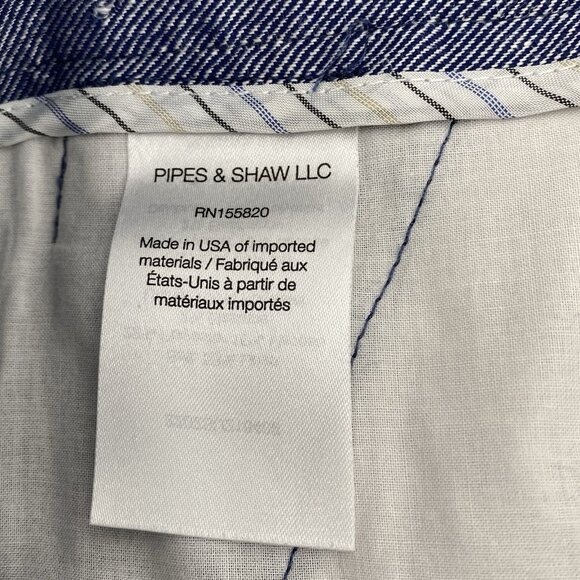 PIPES & SHAW LLC
RN155820
Made in USA of imported
materials / Fabriqué aux
États-Unis à partir de
matériaux importés